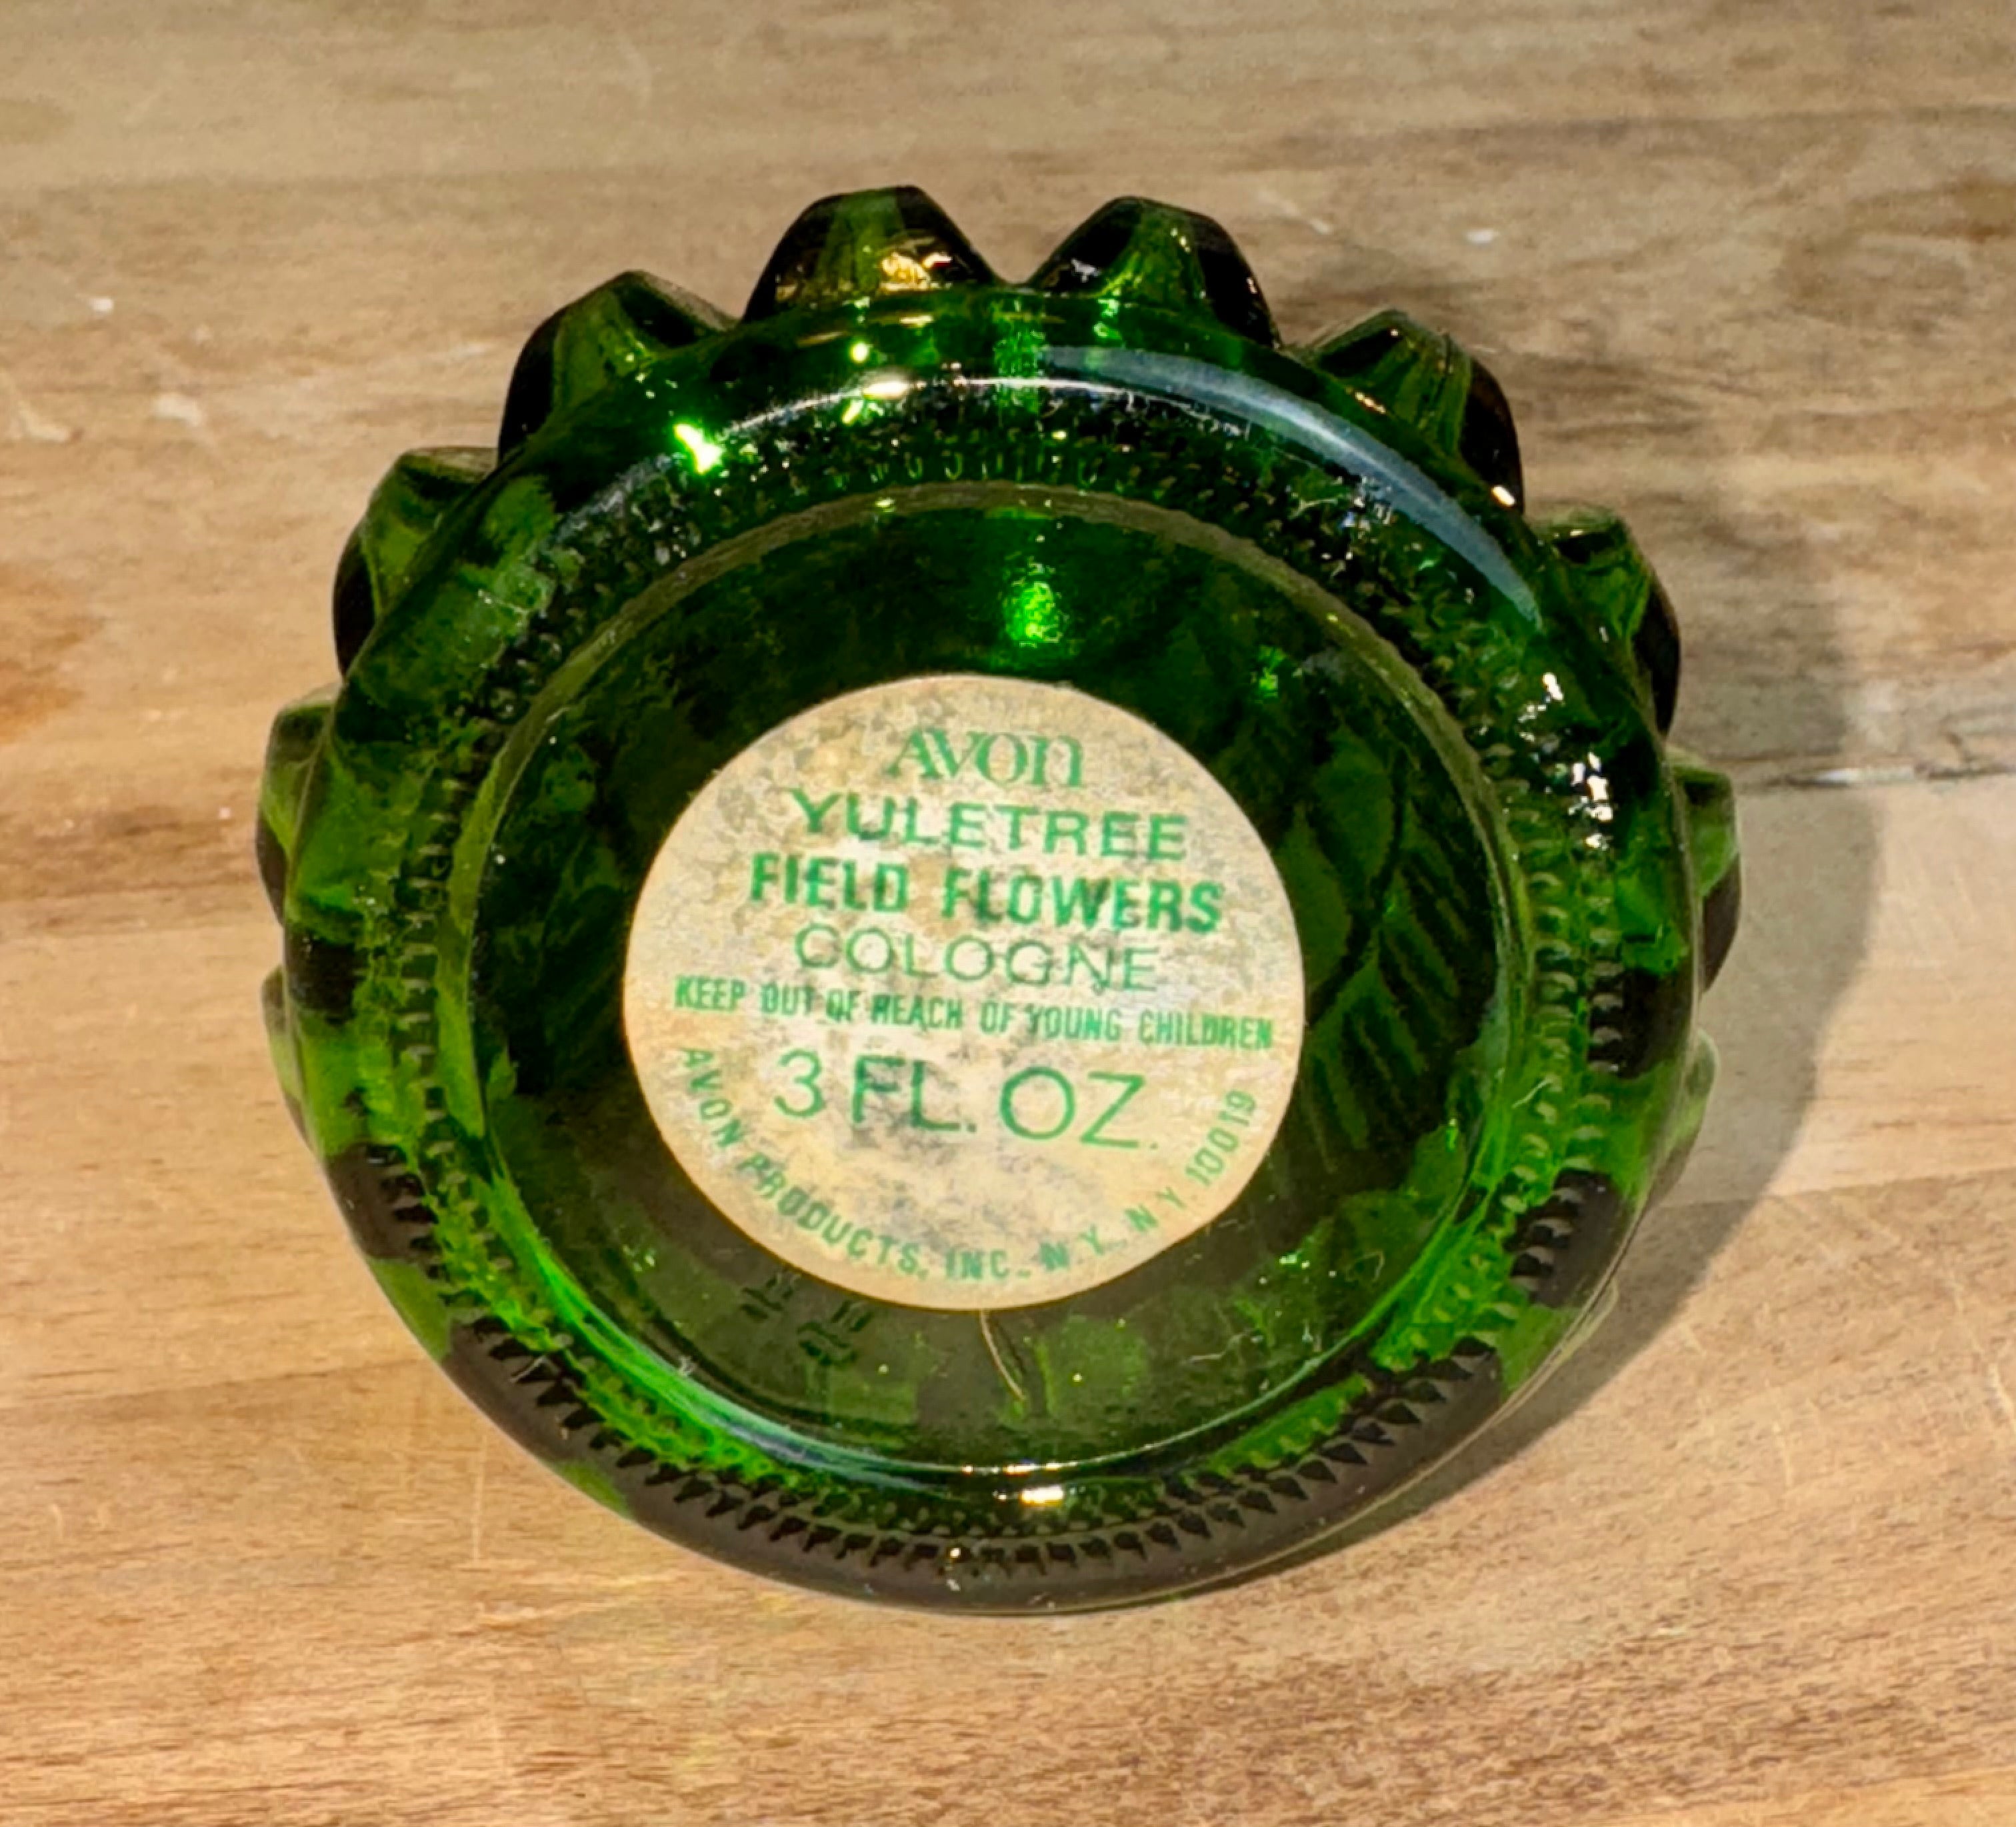 AVON
YULETREE
FIELD FLOWERS
COLOGNE
KEEP OUT OF REACH OF YOUNG CHILDREN
3 FL. OZ.
AVON PRODUCTS, INC. N.Y. N.Y. 10019